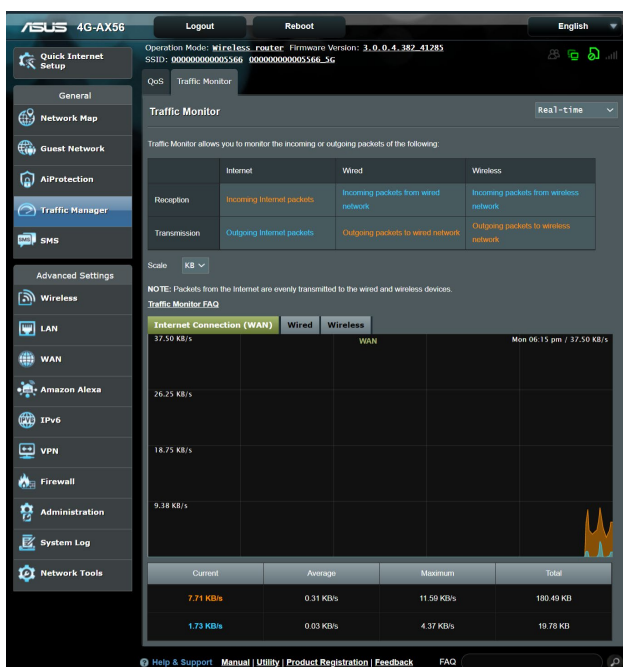 ASUS 4G-AX56 Logout Reboot English
Quick Internet Setup
Operation Mode: Wireless router Firmware Version: 3.0.0.4.382_41285
SSID: 000000000005566 000000000005566_5G
QoS Traffic Monitor
General
Network Map
Guest Network
AiProtection
Traffic Manager
SMS
Advanced Settings
Wireless
LAN
WAN
Amazon Alexa
IPv6
VPN
Firewall
Administration
System Log
Network Tools
Traffic Monitor Real-time
Traffic Monitor allows you to monitor the incoming or outgoing packets of the following:
Internet Wired Wireless
Reception Incoming Internet packets Incoming packets from wired network Incoming packets from wireless network
Transmission Outgoing Internet packets Outgoing packets to wired network Outgoing packets to wireless network
Scale KB
NOTE: Packets from the Internet are evenly transmitted to the wired and wireless devices.
Traffic Monitor FAQ
Internet Connection (WAN) Wired Wireless
37.50 KB/s WAN Mon 06:15 pm / 37.50 KB/s
26.25 KB/s
18.75 KB/s
9.38 KB/s
Current Average Maximum Total
7.71 KB/s 0.31 KB/s 11.59 KB/s 180.49 KB
1.73 KB/s 0.03 KB/s 4.37 KB/s 19.78 KB
Help & Support Manual | Utility | Product Registration | Feedback FAQ